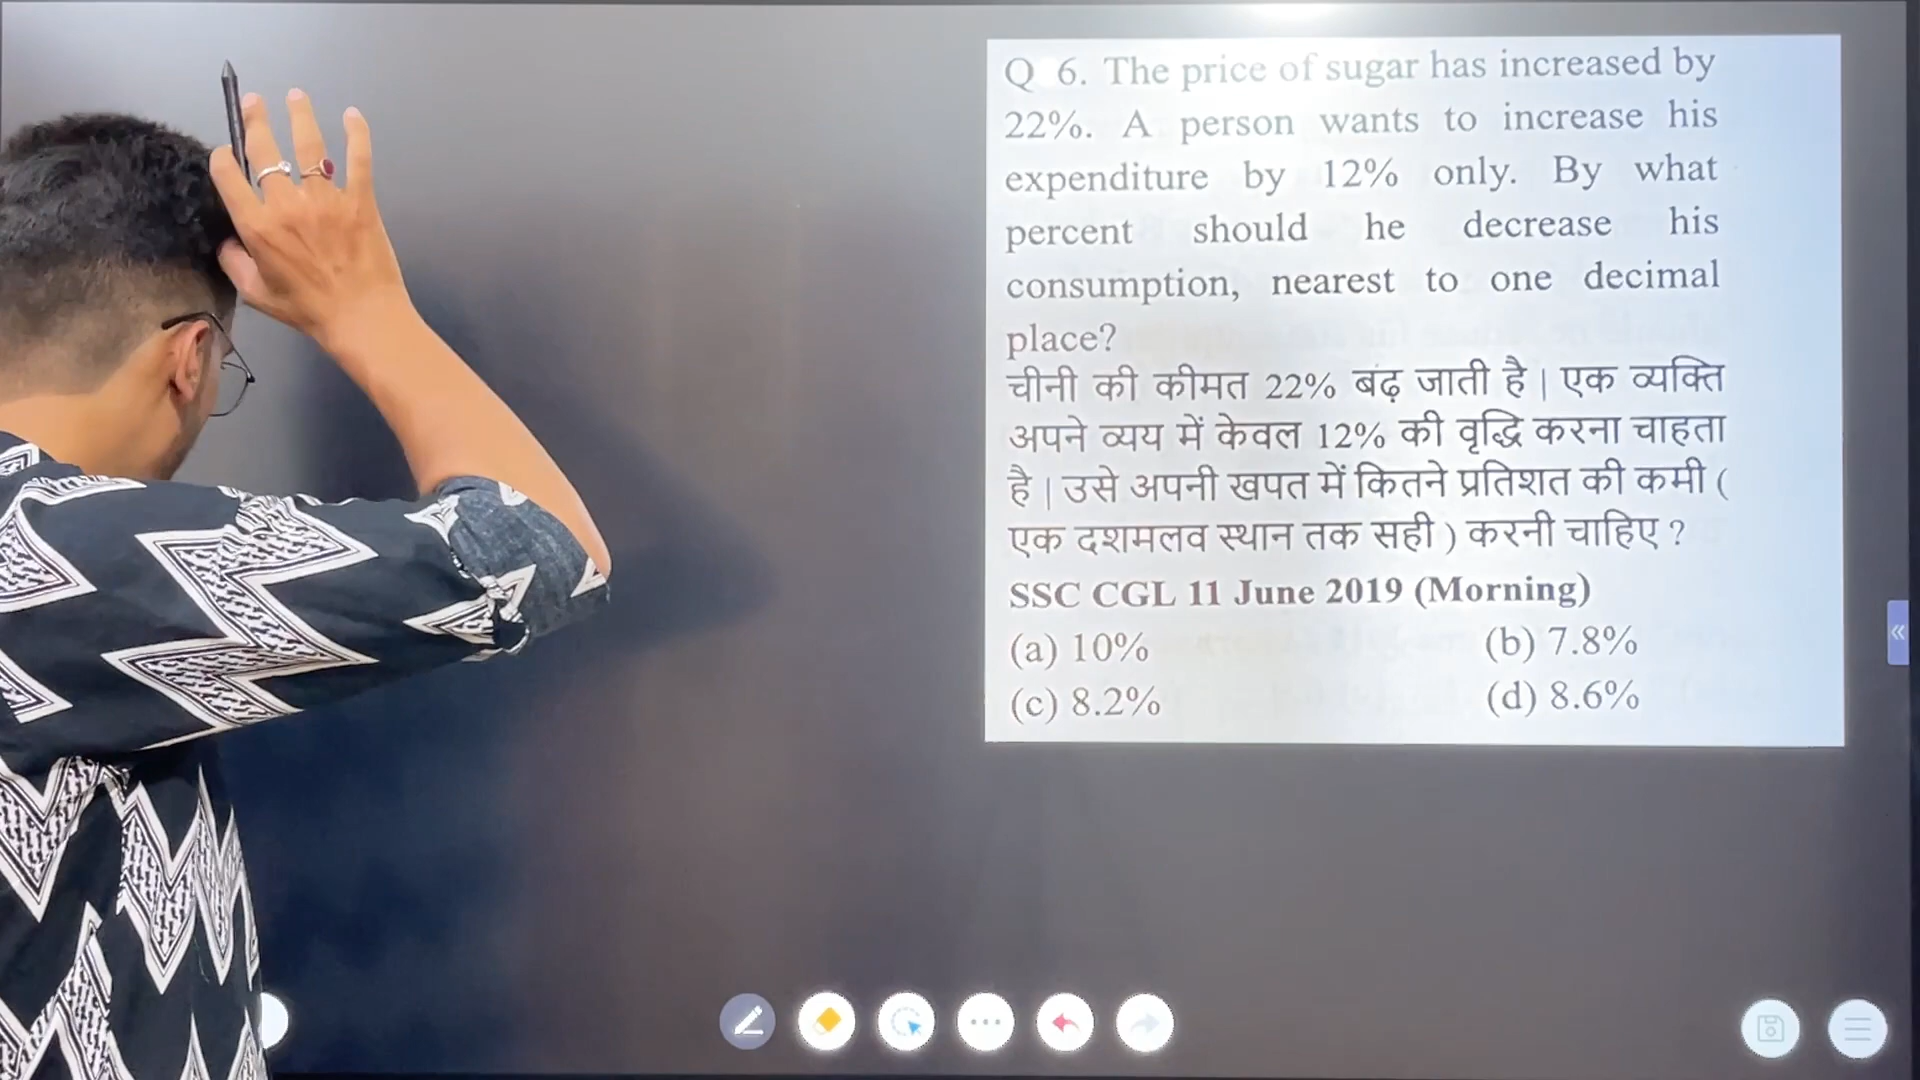 Q 6. The price of sugar has increased by
22%. A person wants to increase his
expenditure by 12% only. By what
percent should he decrease his
consumption, nearest to one decimal
place?
चीनी की कीमत 22% बढ़ जाती है | एक व्यक्ति
अपने व्यय में केवल 12% की वृद्धि करना चाहता
है | उसे अपनी खपत में कितने प्रतिशत की कमी (
एक दशमलव स्थान तक सही ) करनी चाहिए ?
SSC CGL 11 June 2019 (Morning)
(a) 10% (b) 7.8%
(c) 8.2% (d) 8.6%